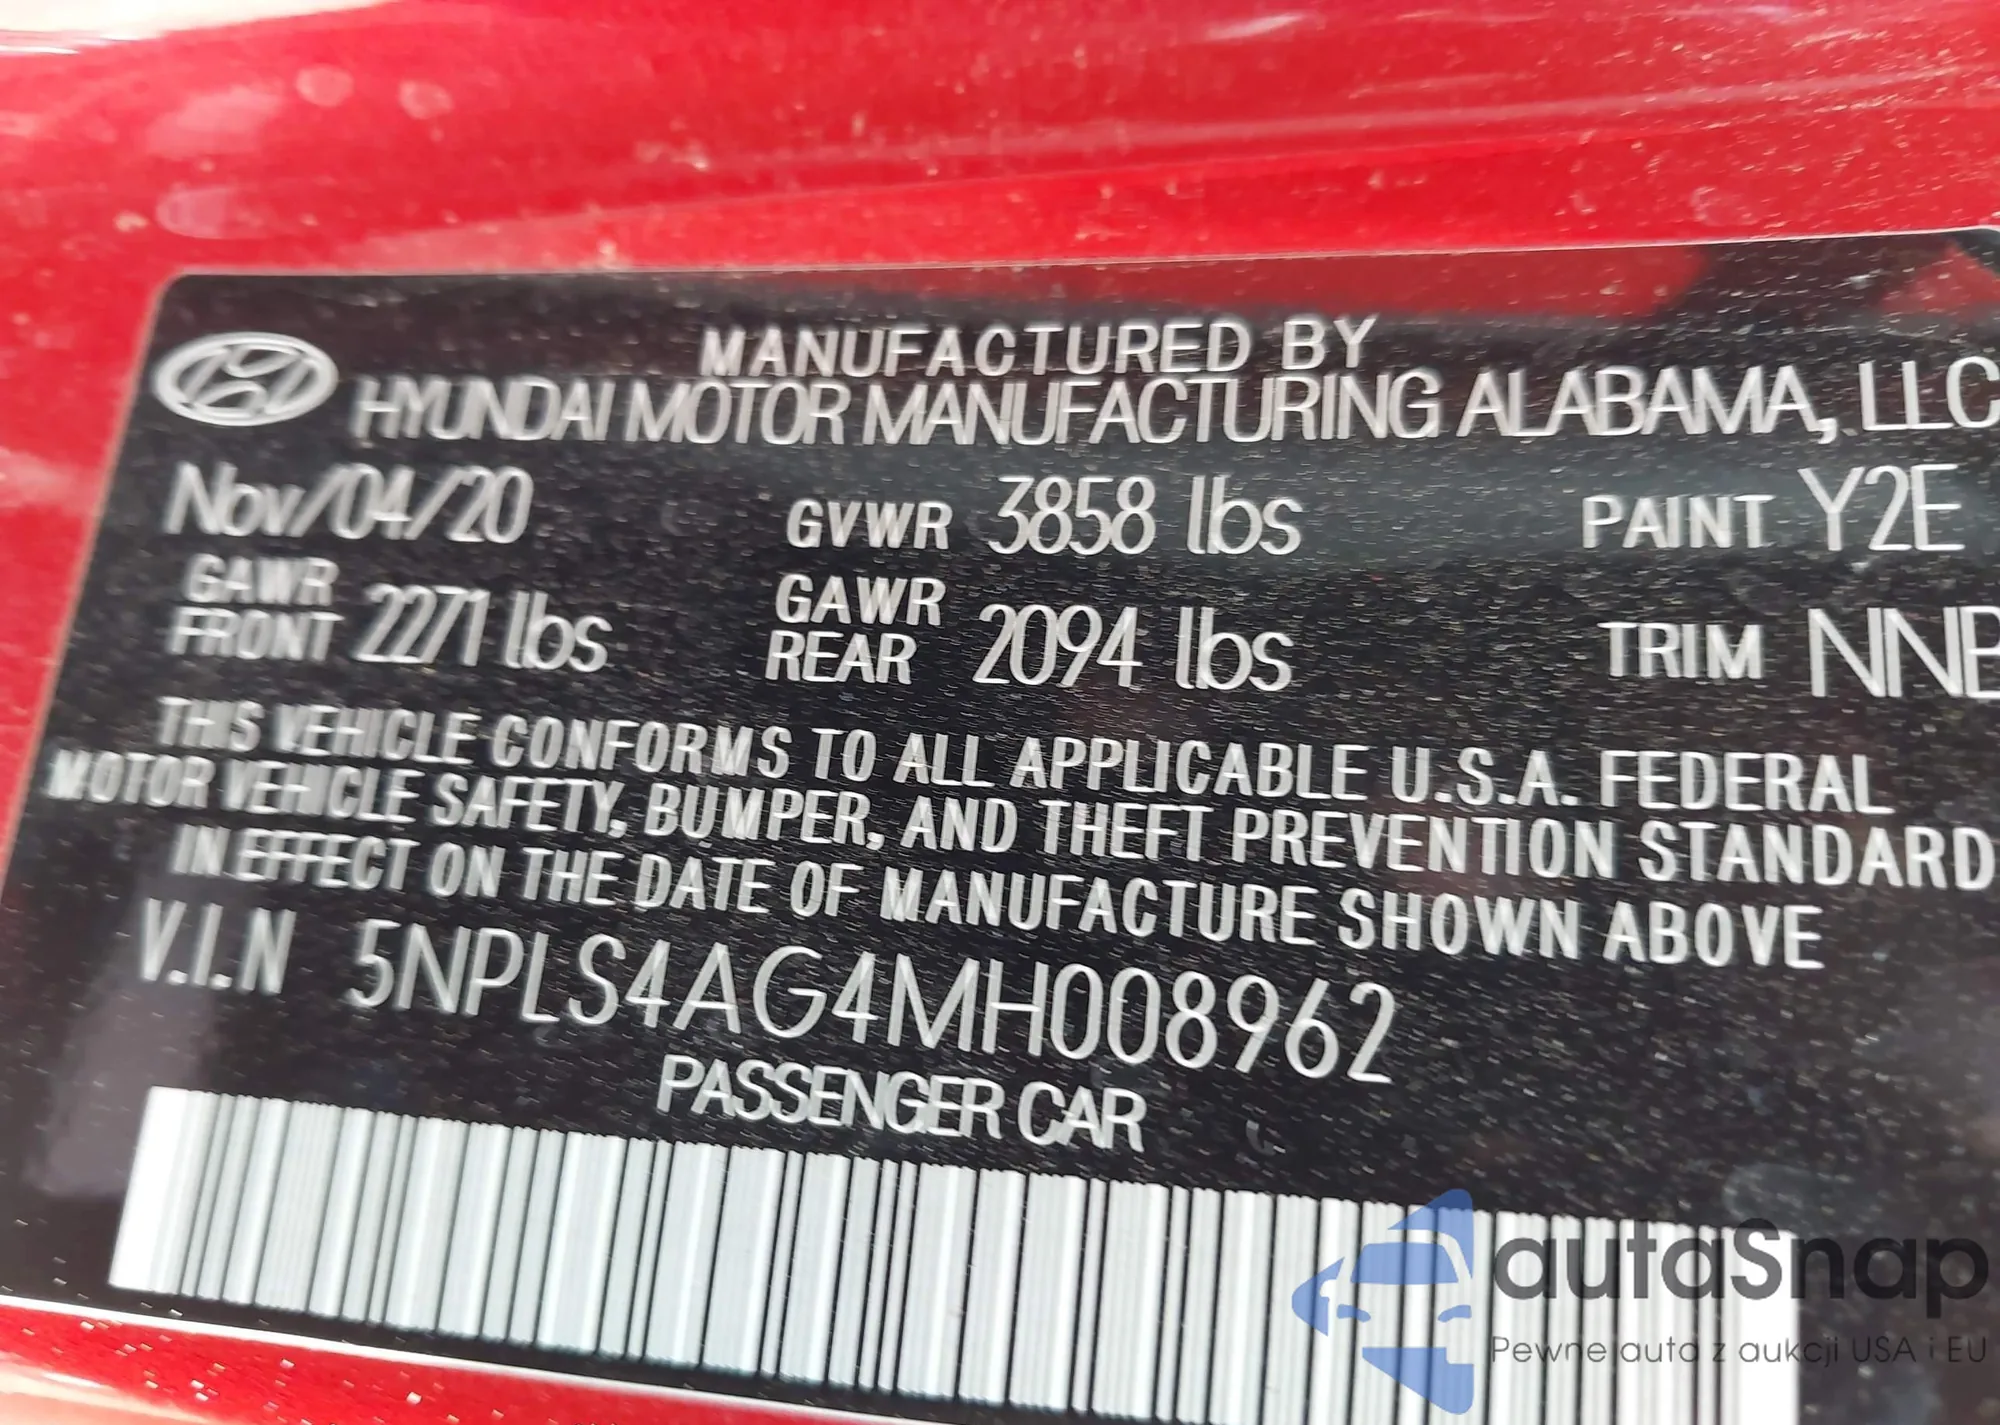 MANUFACTURED BY
HYUNDAI MOTOR MANUFACTURING ALABAMA, LLC
Nov/04/20 GVWR 3858 lbs PAINT Y2E
GAWR FRONT 2271 lbs GAWR REAR 2094 lbs TRIM NNB
THIS VEHICLE CONFORMS TO ALL APPLICABLE U.S.A. FEDERAL
MOTOR VEHICLE SAFETY, BUMPER, AND THEFT PREVENTION STANDARD
IN EFFECT ON THE DATE OF MANUFACTURE SHOWN ABOVE
V.I.N 5NPLS4AG4MH008962
PASSENGER CAR
autaSnap
Pewne auta z aukcji USA i EU